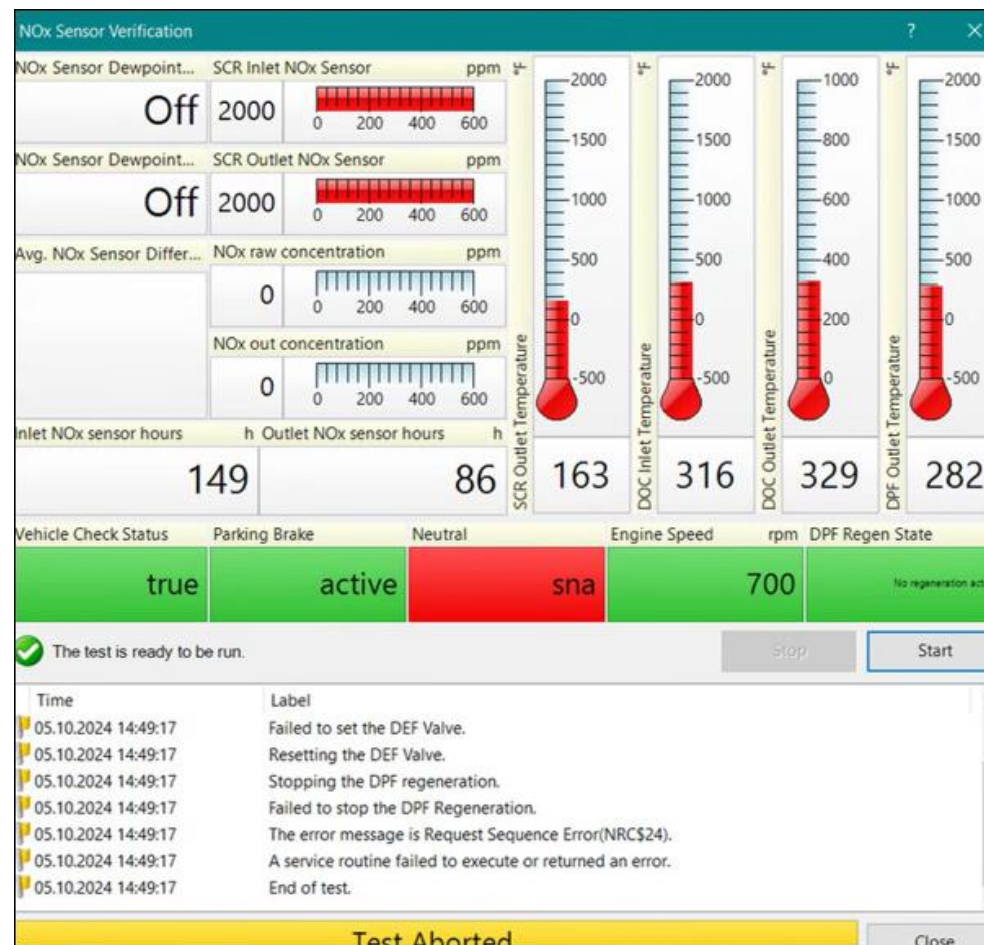 NOx Sensor Verification ?
NOx Sensor Dewpoint... SCR Inlet NOx Sensor ppm
Off 2000
0 200 400 600
NOx Sensor Dewpoint... SCR Outlet NOx Sensor ppm
Off 2000
0 200 400 600
Avg. NOx Sensor Differ... NOx raw concentration ppm
0
0 200 400 600
NOx out concentration ppm
0
0 200 400 600
Inlet NOx sensor hours h Outlet NOx sensor hours h
149 86
SCR Outlet Temperature °F
2000
1500
1000
500
0
-500
163
DOC Inlet Temperature °F
2000
1500
1000
500
0
-500
316
DOC Outlet Temperature °F
1000
800
600
400
200
0
329
DPF Outlet Temperature °F
2000
1500
1000
500
0
-500
282
Vehicle Check Status Parking Brake Neutral Engine Speed rpm DPF Regen State
true active sna 700 No regeneration act
The test is ready to be run. Stop Start
Time Label
05.10.2024 14:49:17 Failed to set the DEF Valve.
05.10.2024 14:49:17 Resetting the DEF Valve.
05.10.2024 14:49:17 Stopping the DPF regeneration.
05.10.2024 14:49:17 Failed to stop the DPF Regeneration.
05.10.2024 14:49:17 The error message is Request Sequence Error(NRC$24).
05.10.2024 14:49:17 A service routine failed to execute or returned an error.
05.10.2024 14:49:17 End of test.
Test Aborted Close